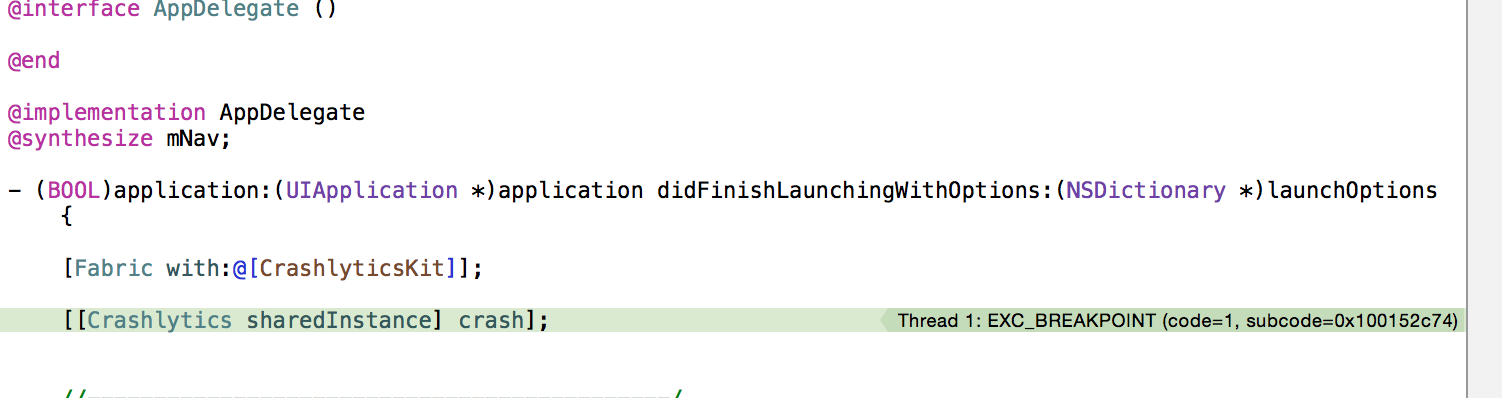 @interface AppDelegate ()
@end
@implementation AppDelegate
@synthesize mNav;
- (BOOL)application:(UIApplication *)application didFinishLaunchingWithOptions:(NSDictionary *)launchOptions
{
[Fabric with:@[CrashlyticsKit]];
[[Crashlytics sharedInstance] crash]; Thread 1: EXC_BREAKPOINT (code=1, subcode=0x100152c74)